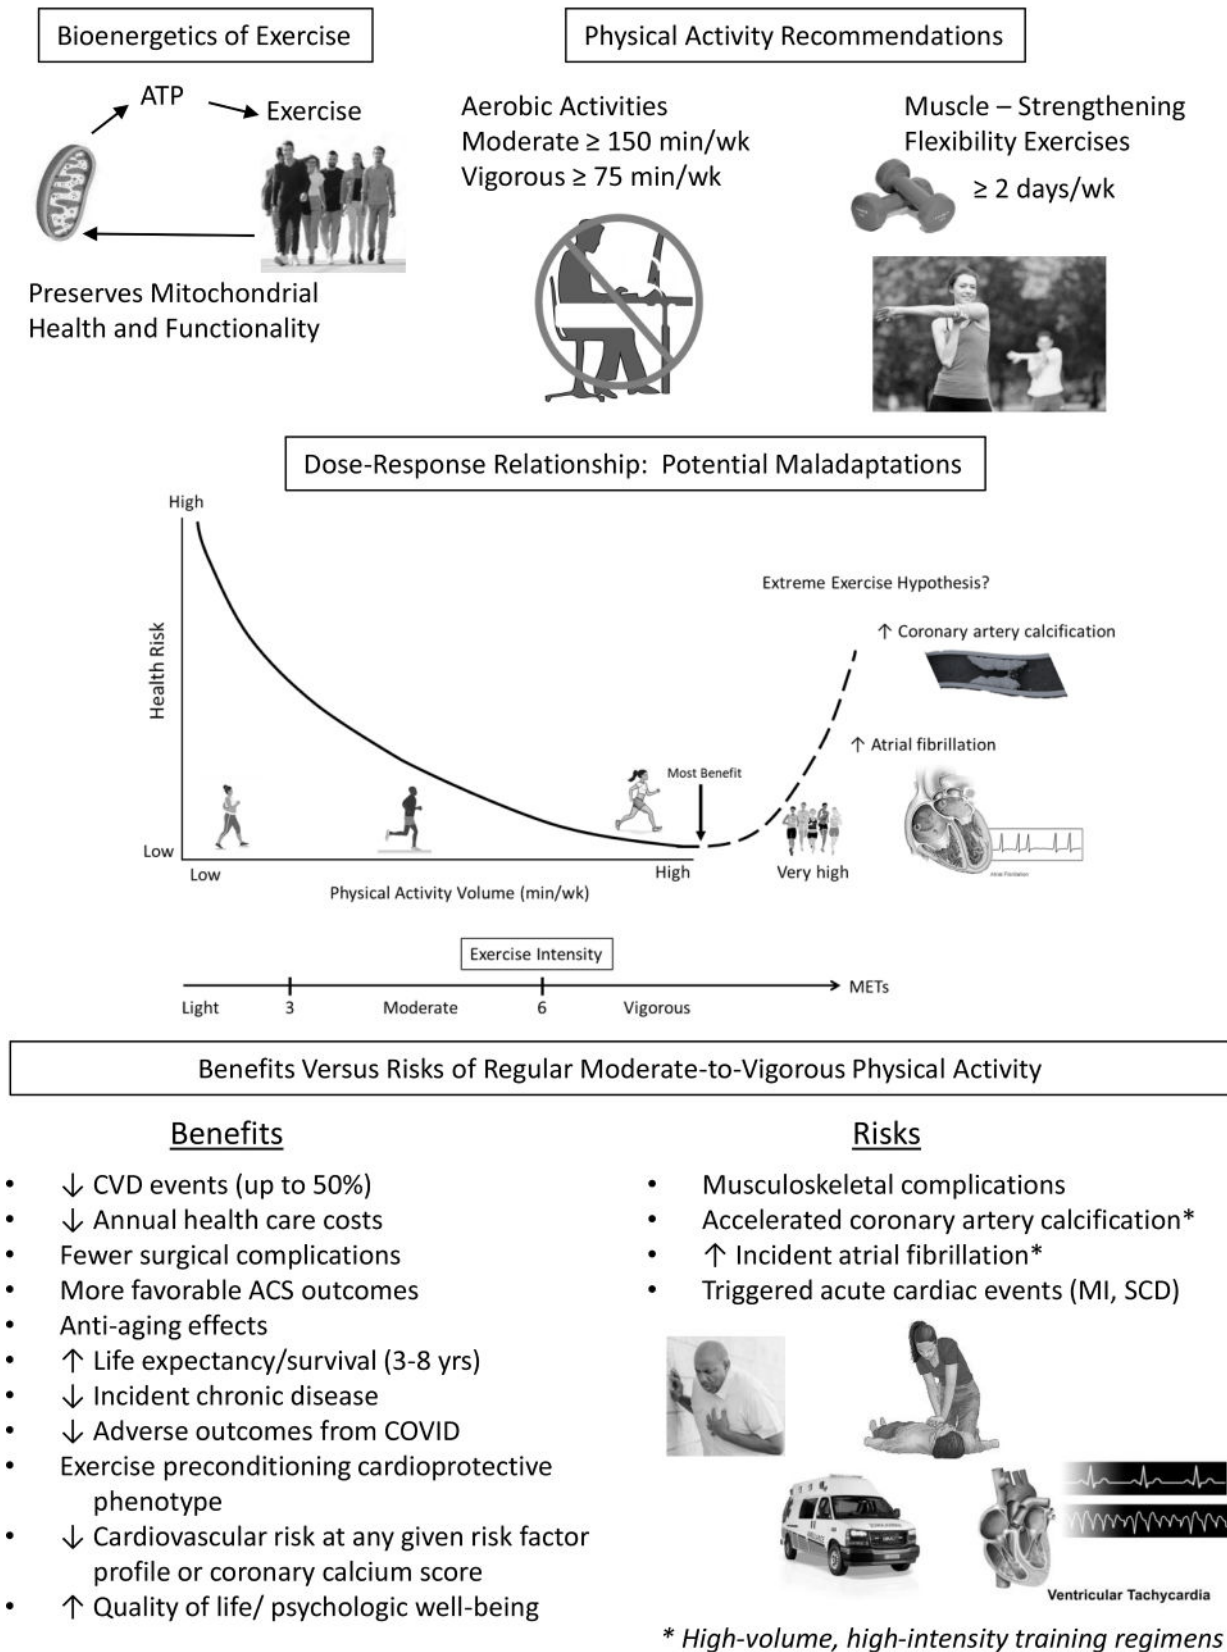 Bioenergetics of Exercise
ATP
Exercise
Preserves Mitochondrial
Health and Functionality
Physical Activity Recommendations
Aerobic Activities
Moderate ≥ 150 min/wk
Vigorous ≥ 75 min/wk
Muscle – Strengthening
Flexibility Exercises
≥ 2 days/wk
Dose-Response Relationship: Potential Maladaptations
High
Health Risk
Low
Low
Physical Activity Volume (min/wk)
High
Very high
Most Benefit
Extreme Exercise Hypothesis?
↑ Coronary artery calcification
↑ Atrial fibrillation
Atrial Fibrillation
Exercise Intensity
METs
Light
3
Moderate
6
Vigorous
Benefits Versus Risks of Regular Moderate-to-Vigorous Physical Activity
Benefits
• ↓ CVD events (up to 50%)
• ↓ Annual health care costs
• Fewer surgical complications
• More favorable ACS outcomes
• Anti-aging effects
• ↑ Life expectancy/survival (3-8 yrs)
• ↓ Incident chronic disease
• ↓ Adverse outcomes from COVID
• Exercise preconditioning cardioprotective
phenotype
• ↓ Cardiovascular risk at any given risk factor
profile or coronary calcium score
• ↑ Quality of life/ psychologic well-being
Risks
• Musculoskeletal complications
• Accelerated coronary artery calcification*
• ↑ Incident atrial fibrillation*
• Triggered acute cardiac events (MI, SCD)
Ventricular Tachycardia
* High-volume, high-intensity training regimens